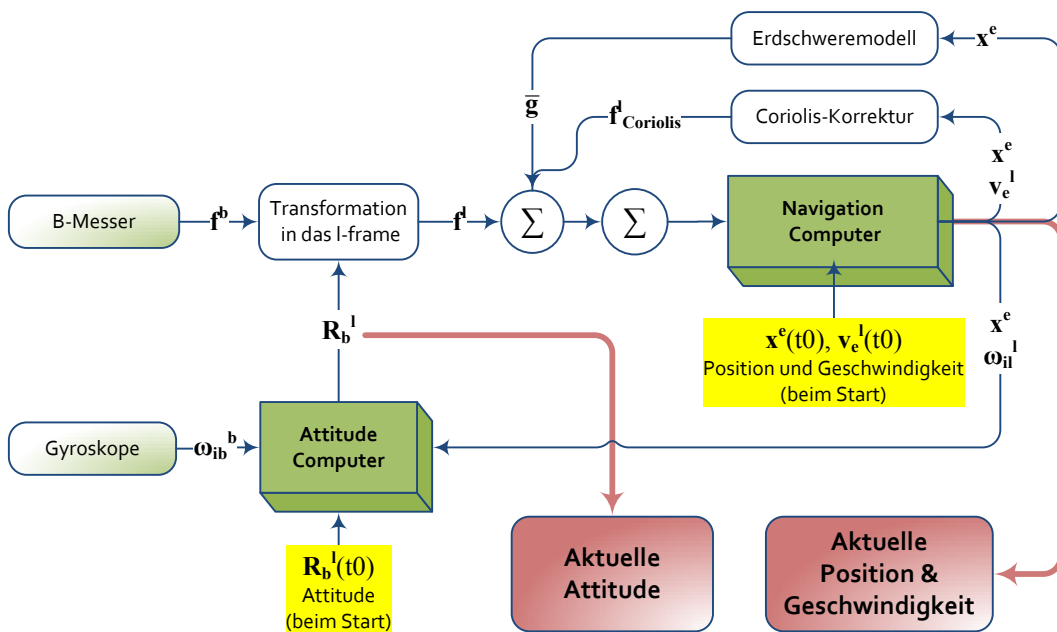 Erdschweremodell
x^e
g̅
f^l_Coriolis
Coriolis-Korrektur
x^e
v_e^l
B-Messer
f^b
Transformation
in das l-frame
f^l
∑
∑
Navigation
Computer
R_b^l
x^e(t0), v_e^l(t0)
Position und Geschwindigkeit
(beim Start)
x^e
ω_il^l
Gyroskope
ω_ib^b
Attitude
Computer
R_b^l(t0)
Attitude
(beim Start)
Aktuelle
Attitude
Aktuelle
Position &
Geschwindigkeit